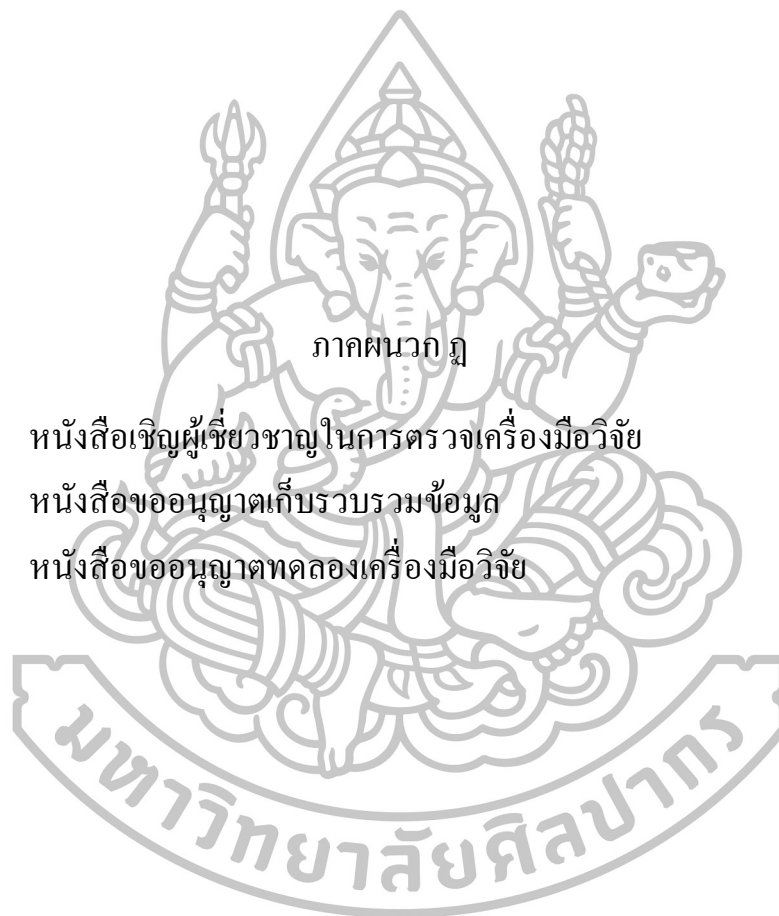 ภาคผนวก ฏ
หนังสือเชิญผู้เชี่ยวชาญในการตรวจเครื่องมือวิจัย
หนังสือขออนุญาตเก็บรวบรวมข้อมูล
หนังสือขออนุญาตทดลองเครื่องมือวิจัย
มหาวิทยาลัยศิลปากร